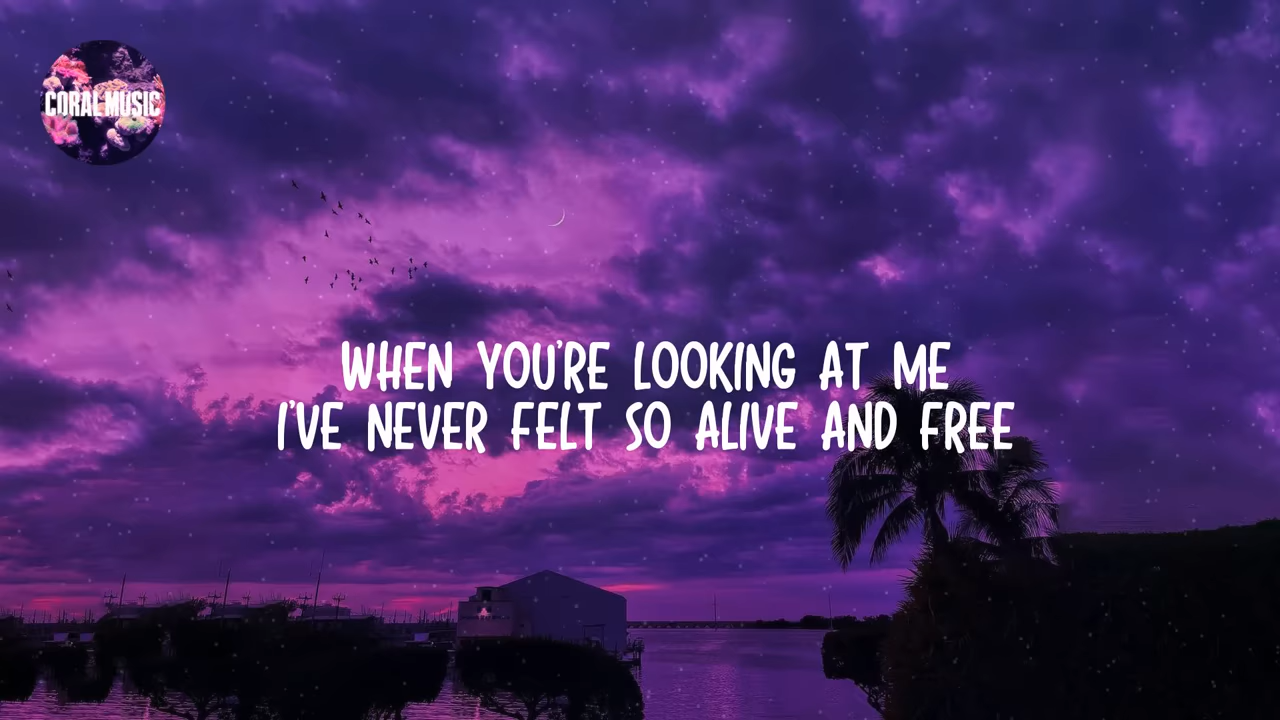 CORAL MUSIC
WHEN YOU'RE LOOKING AT ME
I'VE NEVER FELT SO ALIVE AND FREE